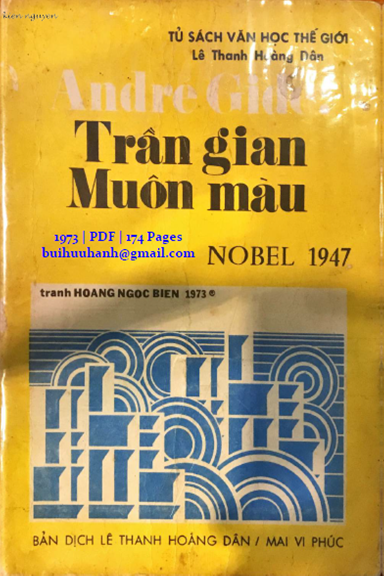 kien nguyen
TỦ SÁCH VĂN HỌC THẾ GIỚI
Lê Thanh Hoàng Dân
André Gide
Trần gian
Muôn màu
1973 | PDF | 174 Pages
buihuuhanh@gmail.com
NOBEL 1947
tranh HOANG NGOC BIEN 1973 ©
BẢN DỊCH LÊ THANH HOÀNG DÂN / MAI VI PHÚC